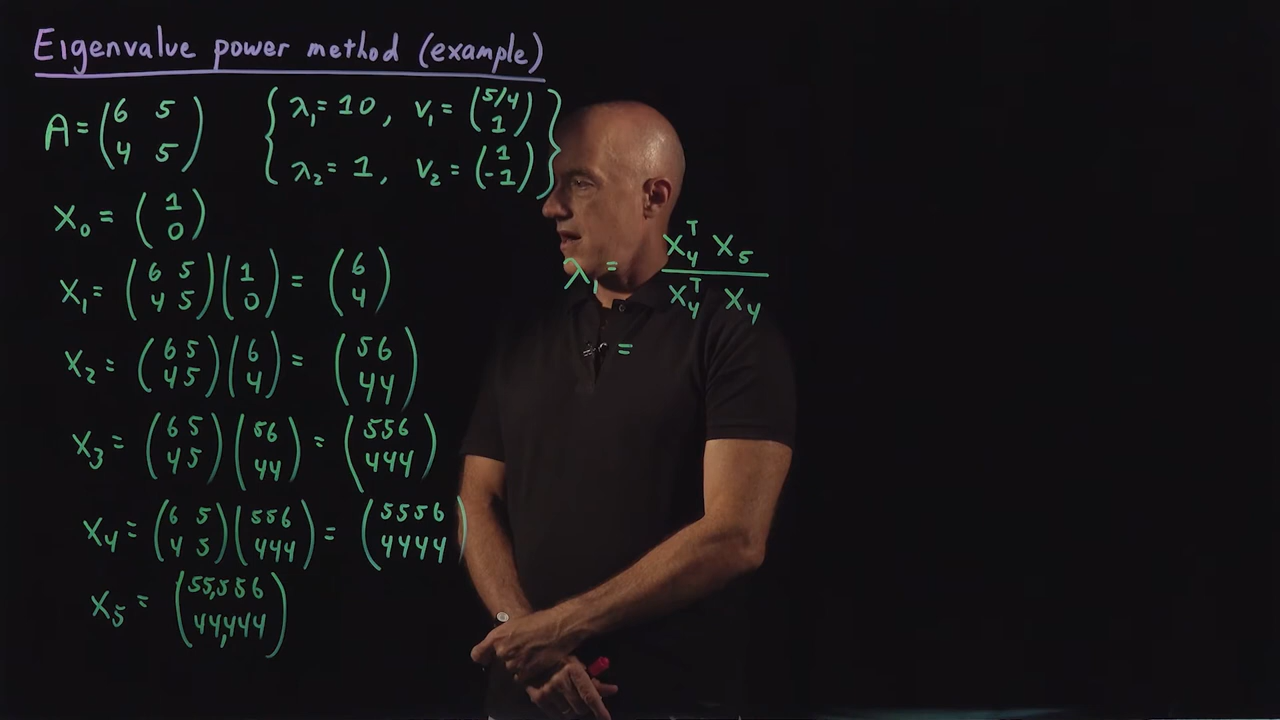 Eigenvalue power method (example)
A = (6 5; 4 5) { λ₁ = 10, v₁ = (5/4; 1) λ₂ = 1, v₂ = (1; -1) }
X₀ = (1; 0)
X₁ = (6 5; 4 5)(1; 0) = (6; 4)
X₂ = (6 5; 4 5)(6; 4) = (56; 44)
X₃ = (6 5; 4 5)(56; 44) = (556; 444)
X₄ = (6 5; 4 5)(556; 444) = (5556; 4444)
X₅ = (55,556; 44,444)
λ₁ = X₄ᵀ X₅ / X₄ᵀ X₄
=